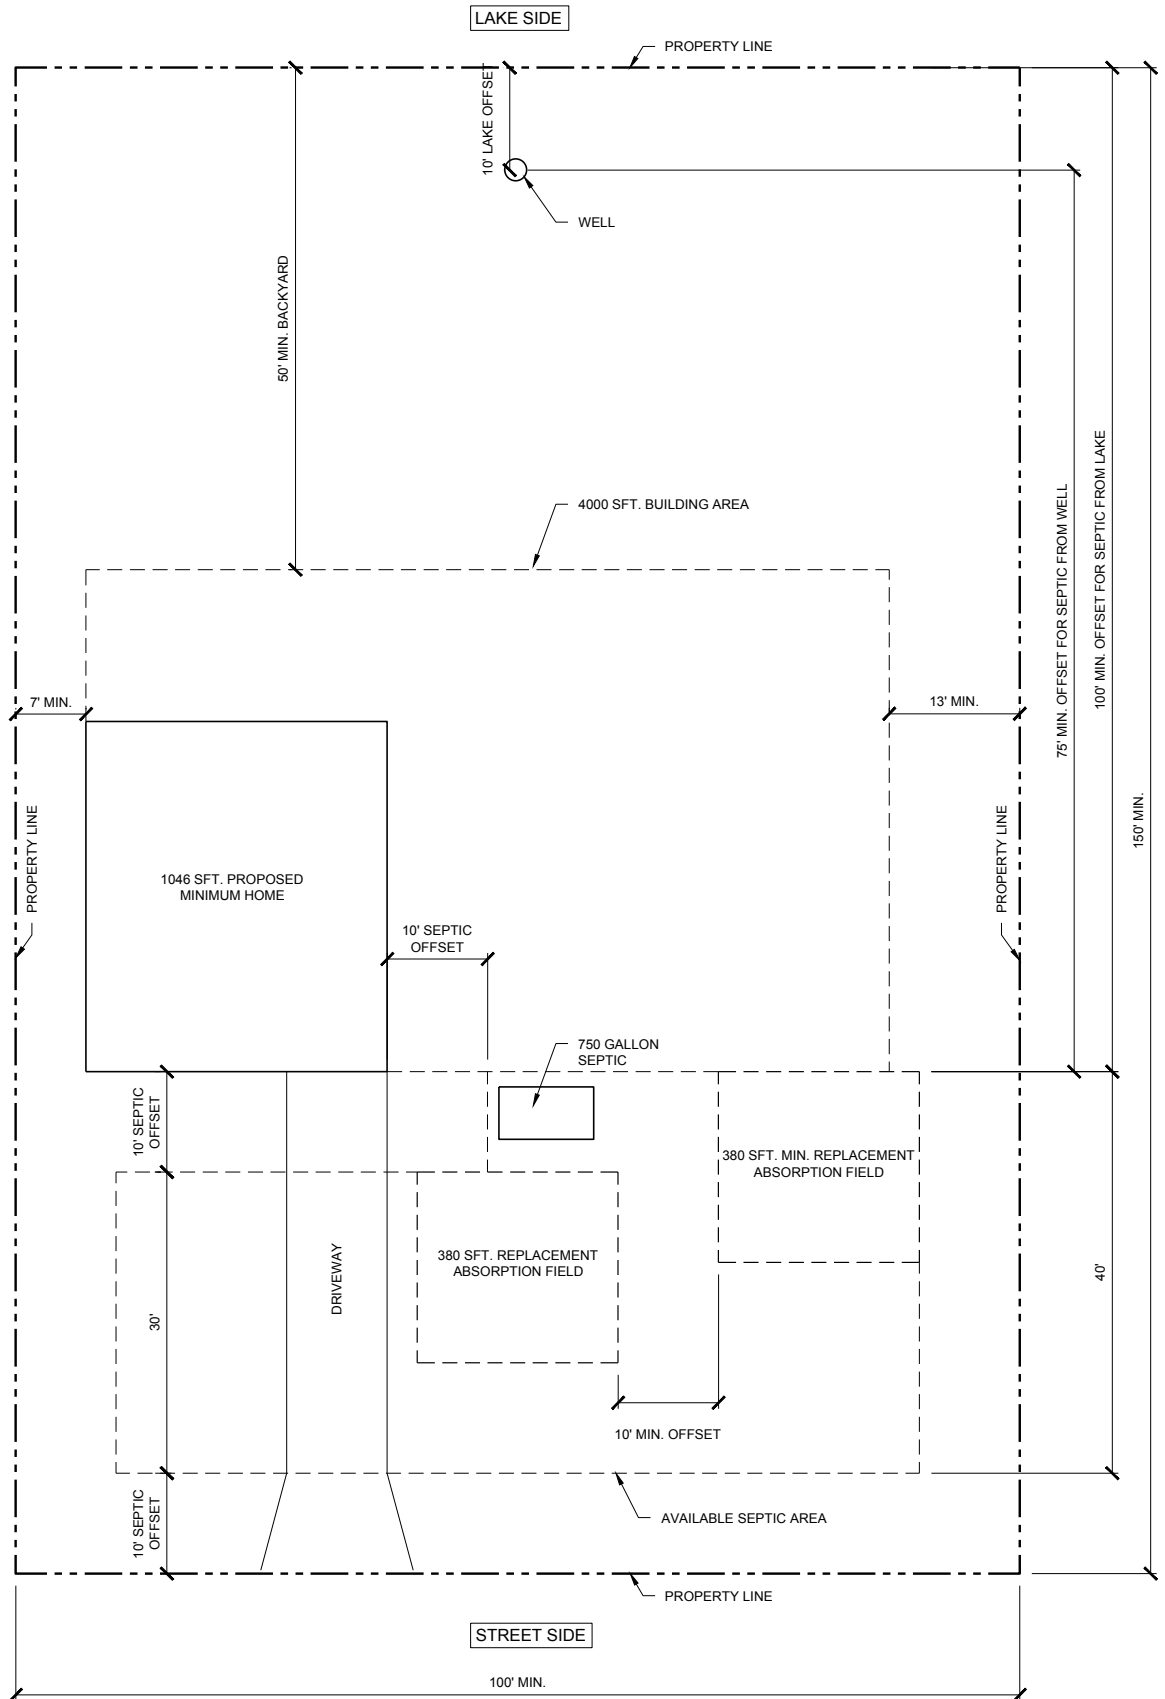 LAKE SIDE
PROPERTY LINE
10' LAKE OFFSET
WELL
50' MIN. BACKYARD
4000 SFT. BUILDING AREA
75' MIN. OFFSET FOR SEPTIC FROM WELL
100' MIN. OFFSET FOR SEPTIC FROM LAKE
150' MIN.
7' MIN.
13' MIN.
PROPERTY LINE
1046 SFT. PROPOSED
MINIMUM HOME
PROPERTY LINE
10' SEPTIC
OFFSET
750 GALLON
SEPTIC
10' SEPTIC
OFFSET
380 SFT. MIN. REPLACEMENT
ABSORPTION FIELD
380 SFT. REPLACEMENT
ABSORPTION FIELD
DRIVEWAY
30'
40'
10' MIN. OFFSET
10' SEPTIC
OFFSET
AVAILABLE SEPTIC AREA
PROPERTY LINE
STREET SIDE
100' MIN.